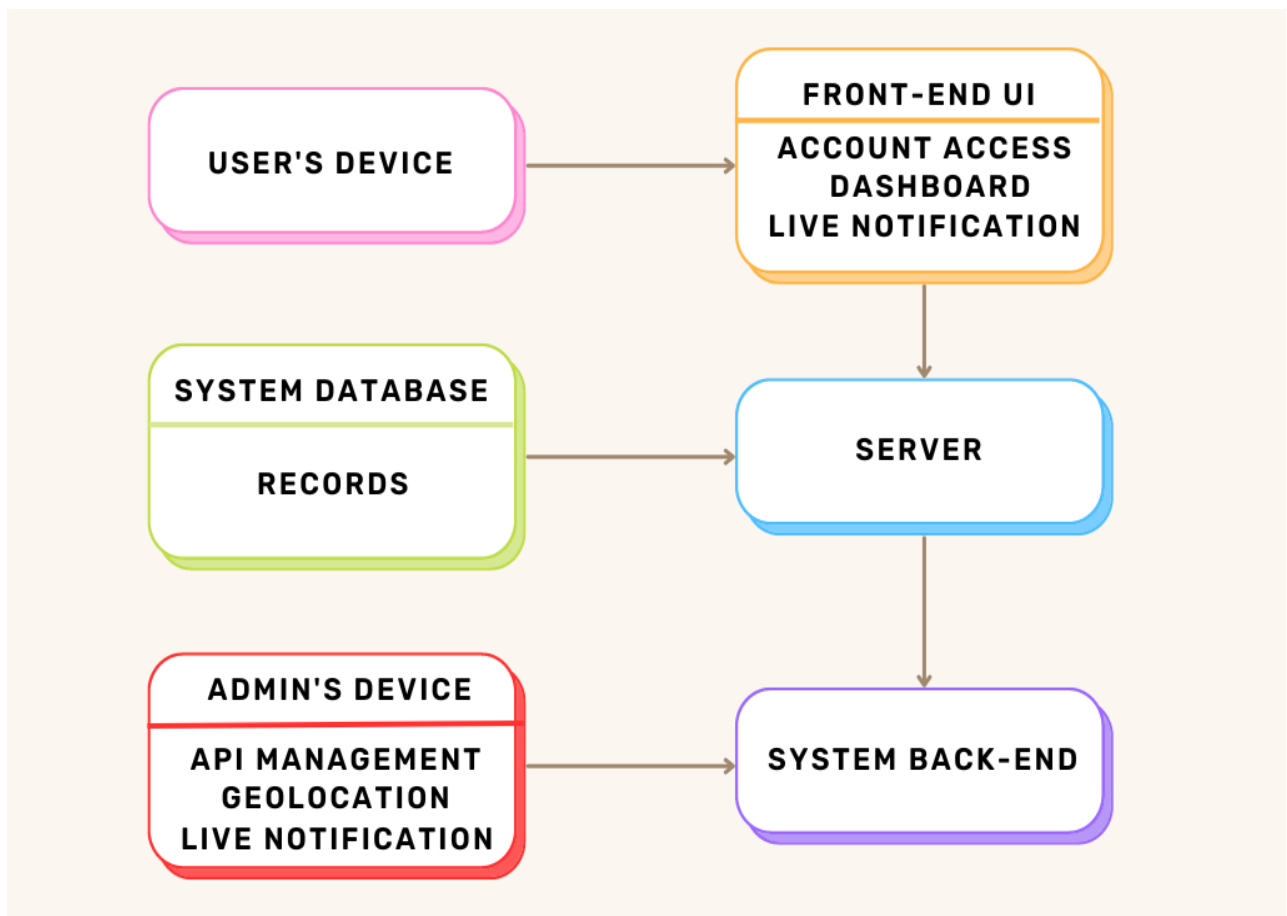 USER'S DEVICE
FRONT-END UI
ACCOUNT ACCESS
DASHBOARD
LIVE NOTIFICATION
SYSTEM DATABASE
RECORDS
SERVER
ADMIN'S DEVICE
API MANAGEMENT
GEOLOCATION
LIVE NOTIFICATION
SYSTEM BACK-END